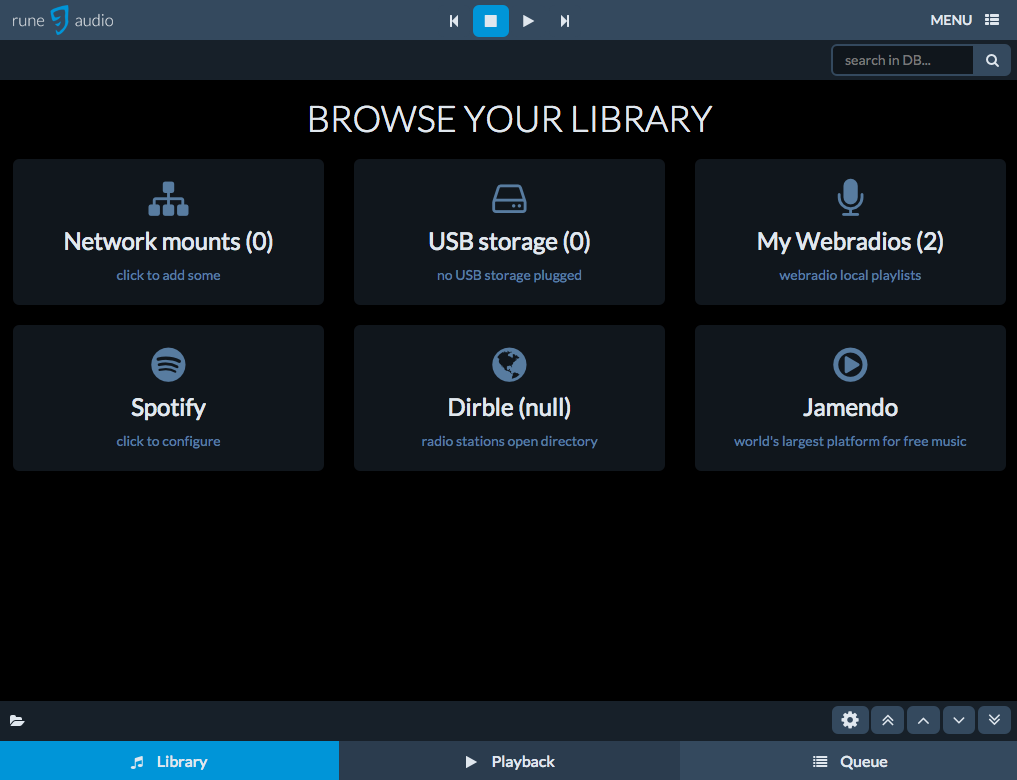 rune audio MENU
search in DB...
BROWSE YOUR LIBRARY
Network mounts (0) USB storage (0) My Webradios (2)
click to add some no USB storage plugged webradio local playlists
Spotify Dirble (null) Jamendo
click to configure radio stations open directory world's largest platform for free music
Library Playback Queue